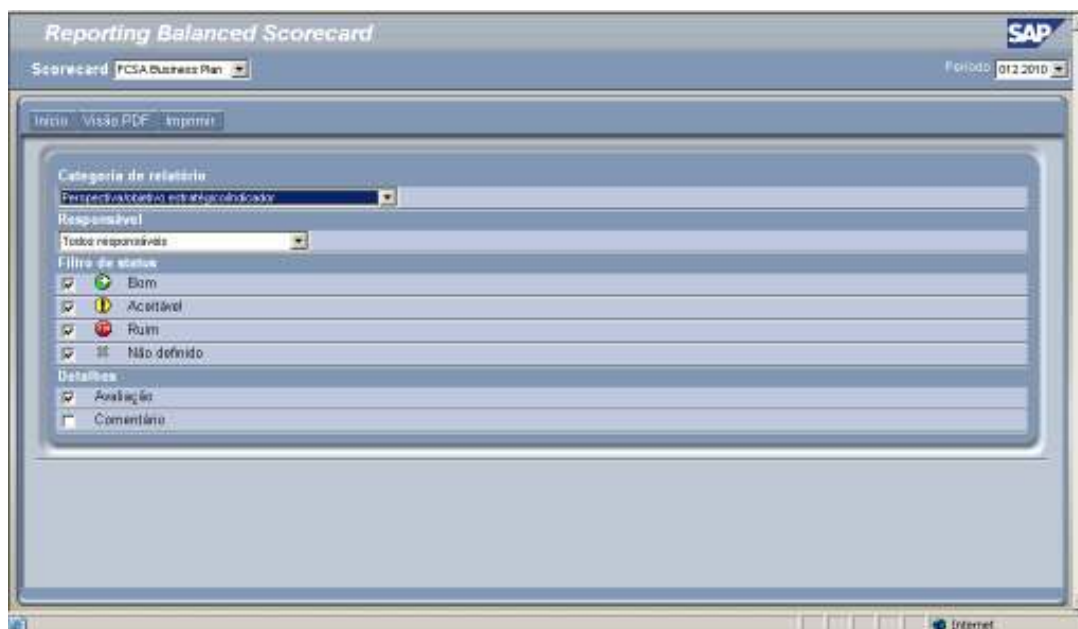 Reporting Balanced Scorecard
SAP
Scorecard FCSA Business Plan
Período 012.2010
Início Visão PDF Imprimir
Categoria de relatório
Perspectiva/objetivo estratégico/indicador
Responsável
Todos responsáveis
Filtro de status
Bom
Aceitável
Ruim
Não definido
Detalhes
Avaliação
Comentário
Internet